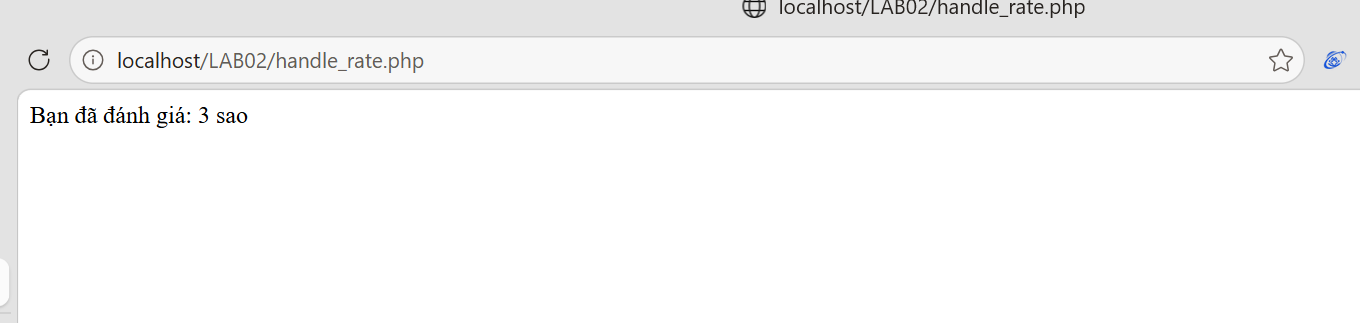 localhost/LAB02/handle_rate.php
localhost/LAB02/handle_rate.php
Bạn đã đánh giá: 3 sao